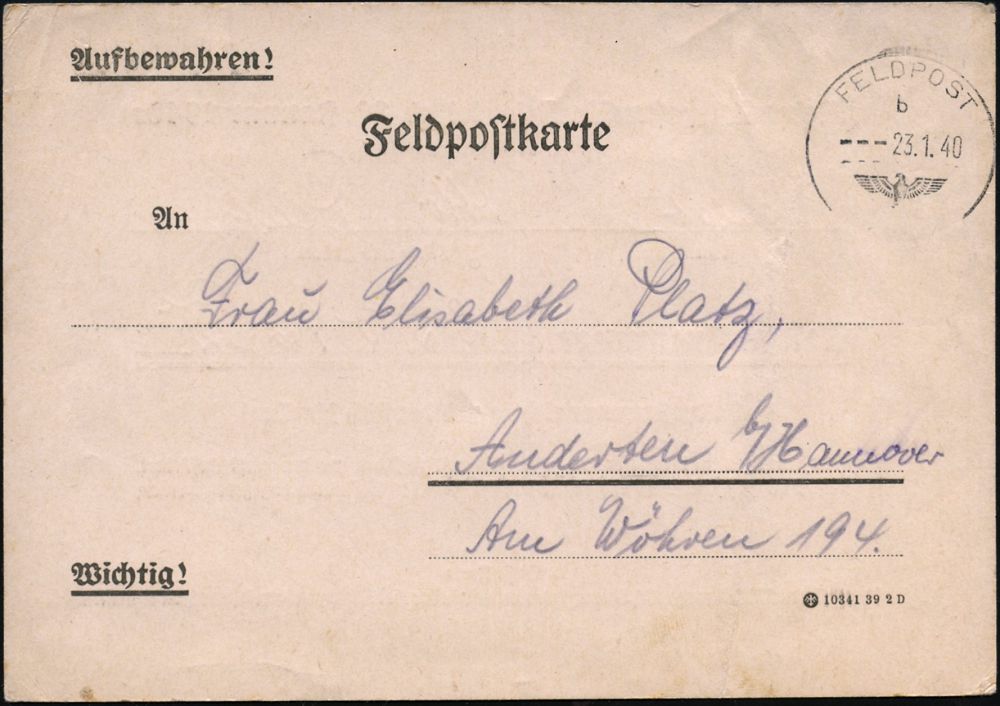 Aufbewahren!
FELDPOST
b
23.1.40
Feldpostkarte
An
Frau Elisabeth Platz,
Anderten b/Hannover
Am Wöhren 194.
Wichtig!
10341 39 2 D